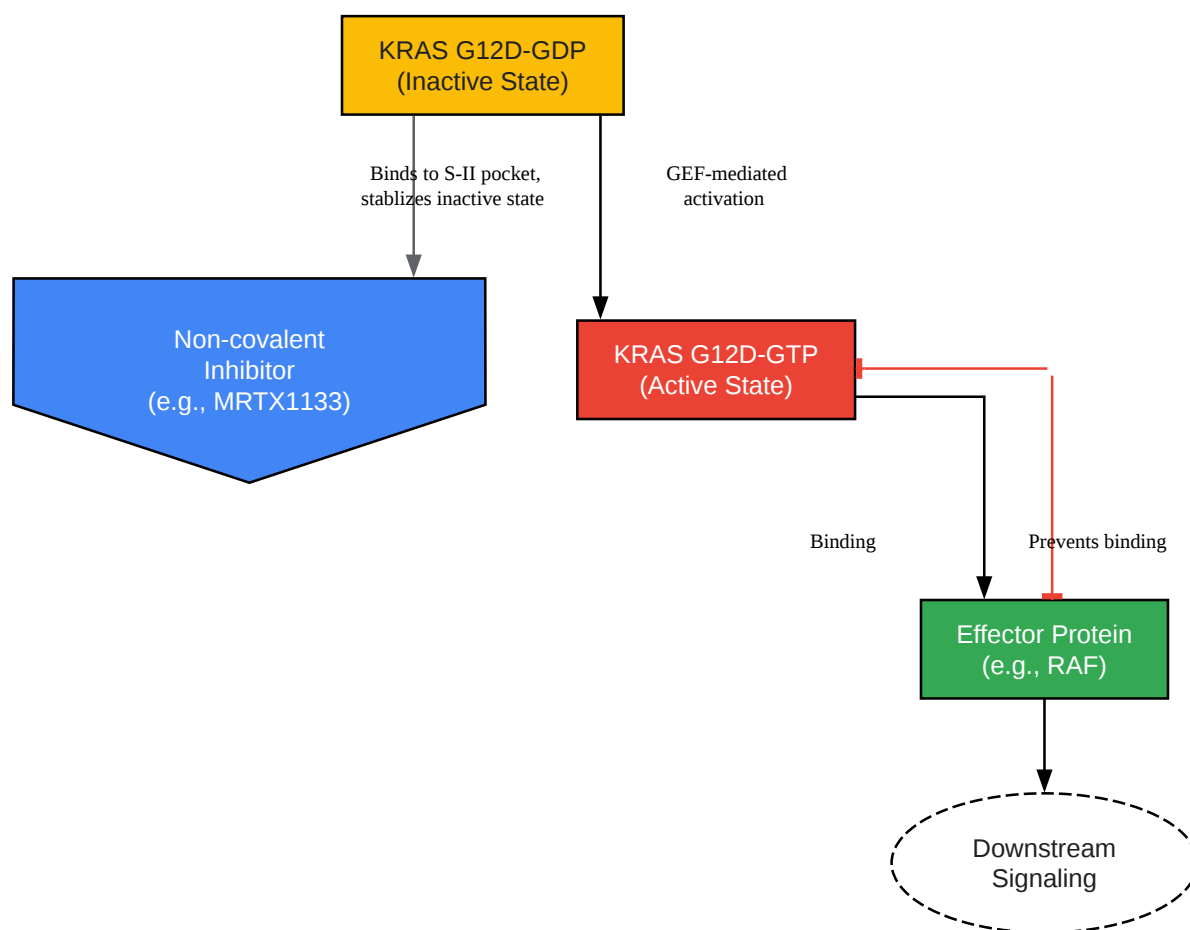 KRAS G12D-GDP
(Inactive State)
Binds to S-II pocket,
stablizes inactive state
GEF-mediated
activation
Non-covalent
Inhibitor
(e.g., MRTX1133)
KRAS G12D-GTP
(Active State)
Binding
Prevents binding
Effector Protein
(e.g., RAF)
Downstream
Signaling